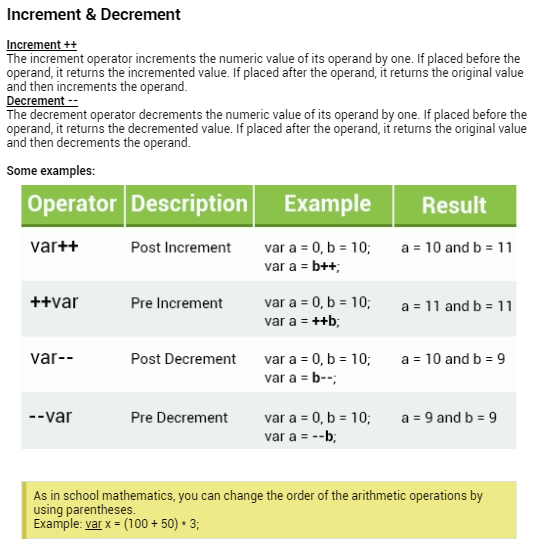 Increment & Decrement
Increment ++
The increment operator increments the numeric value of its operand by one. If placed before the
operand, it returns the incremented value. If placed after the operand, it returns the original value
and then increments the operand.
Decrement --
The decrement operator decrements the numeric value of its operand by one. If placed before the
operand, it returns the decremented value. If placed after the operand, it returns the original value
and then decrements the operand.
Some examples:
Operator Description Example Result
var++ Post Increment var a = 0, b = 10; a = 10 and b = 11
var a = b++;
++var Pre Increment var a = 0, b = 10; a = 11 and b = 11
var a = ++b;
var-- Post Decrement var a = 0, b = 10; a = 10 and b = 9
var a = b--;
--var Pre Decrement var a = 0, b = 10; a = 9 and b = 9
var a = --b;
As in school mathematics, you can change the order of the arithmetic operations by
using parentheses.
Example: var x = (100 + 50) * 3;